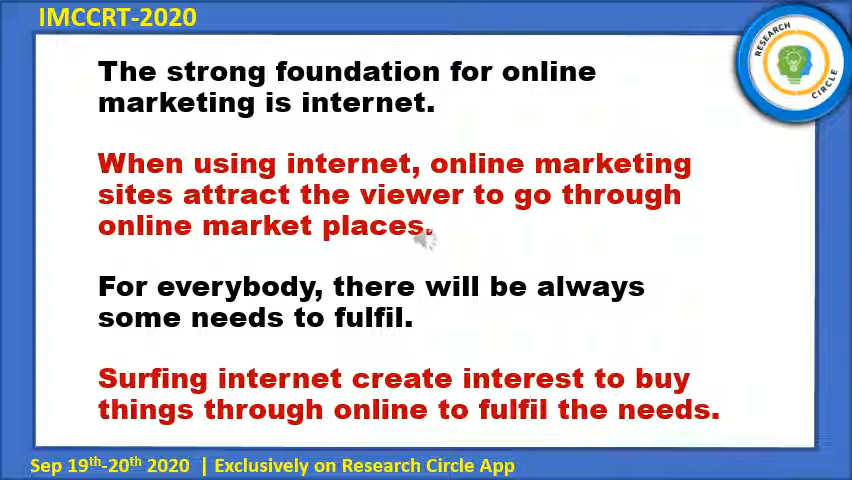 IMCCRT-2020
RESEARCH
CIRCLE
The strong foundation for online
marketing is internet.
When using internet, online marketing
sites attract the viewer to go through
online market places.
For everybody, there will be always
some needs to fulfil.
Surfing internet create interest to buy
things through online to fulfil the needs.
Sep 19th-20th 2020 | Exclusively on Research Circle App